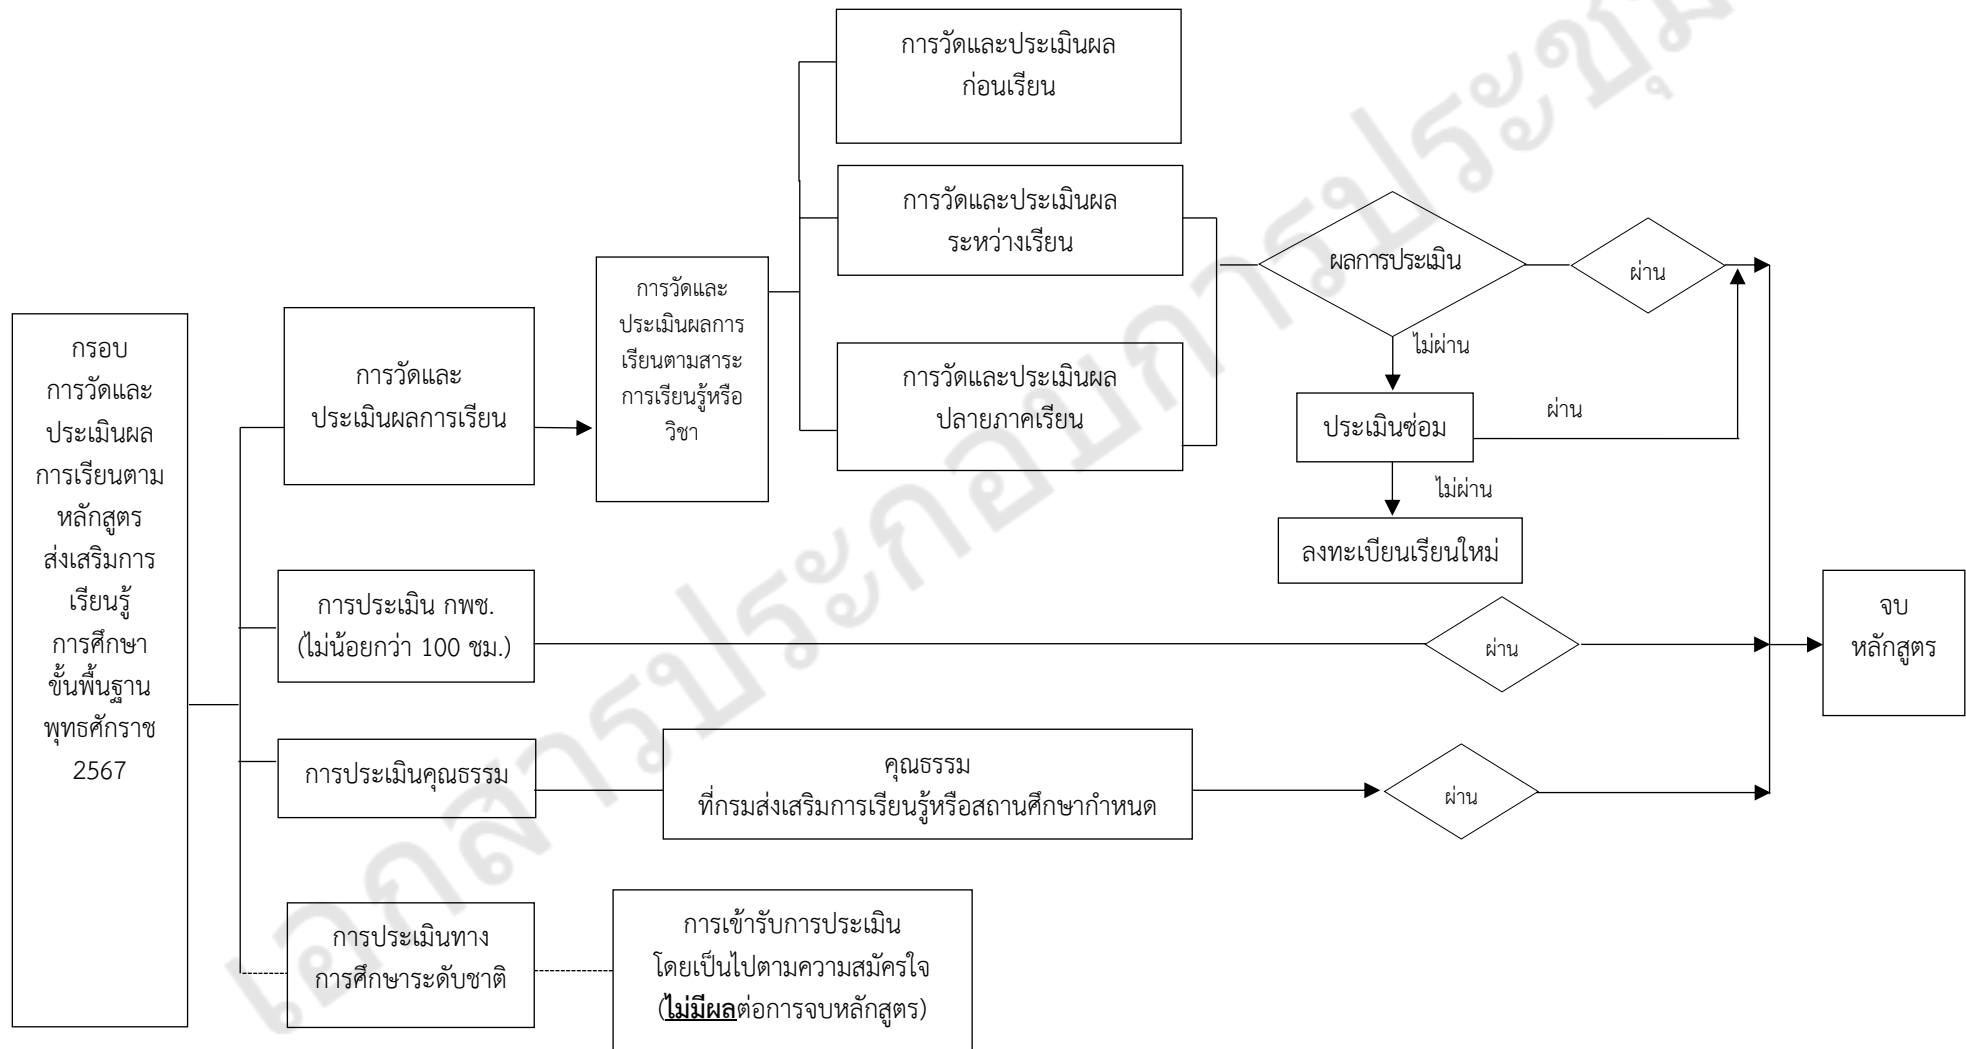 กรอบ
การวัดและ
ประเมินผล
การเรียนตาม
หลักสูตร
ส่งเสริมการ
เรียนรู้
การศึกษา
ขั้นพื้นฐาน
พุทธศักราช
2567
การวัดและ
ประเมินผลการเรียน
การวัดและ
ประเมินผลการ
เรียนตามสาระ
การเรียนรู้หรือ
วิชา
การวัดและประเมินผล
ก่อนเรียน
การวัดและประเมินผล
ระหว่างเรียน
การวัดและประเมินผล
ปลายภาคเรียน
ผลการประเมิน
ผ่าน
ไม่ผ่าน
ประเมินซ่อม
ผ่าน
ไม่ผ่าน
ลงทะเบียนเรียนใหม่
การประเมิน กพช.
(ไม่น้อยกว่า 100 ชม.)
ผ่าน
การประเมินคุณธรรม
คุณธรรม
ที่กรมส่งเสริมการเรียนรู้หรือสถานศึกษากำหนด
ผ่าน
จบ
หลักสูตร
การประเมินทาง
การศึกษาระดับชาติ
การเข้ารับการประเมิน
โดยเป็นไปตามความสมัครใจ
(ไม่มีผลต่อการจบหลักสูตร)
เอกสารประกอบการประชุม